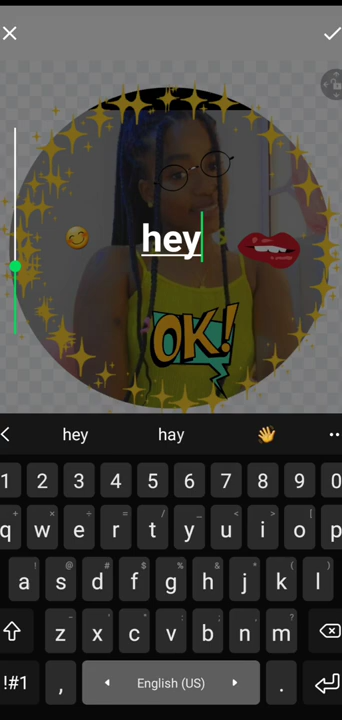 hey
OK!
hey hay
1 2 3 4 5 6 7 8 9 0
q w e r t y u i o p
a s d f g h j k l
z x c v b n m
!#1 , English (US) .